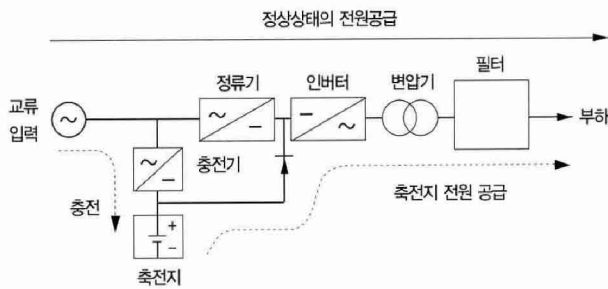 정상상태의 전원공급
필터
정류기
인버터
변압기
교류
입력
부하
충전기
충전
축전지 전원 공급
축전지